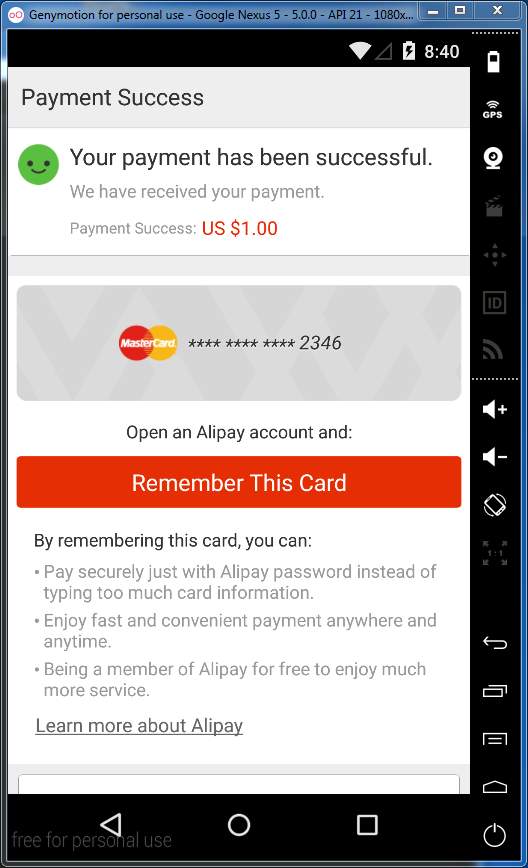 Genymotion for personal use - Google Nexus 5 - 5.0.0 - API 21 - 1080x...
8:40
GPS
Payment Success
Your payment has been successful.
We have received your payment.
Payment Success: US $1.00
ID
MasterCard.
**** **** **** 2346
Open an Alipay account and:
Remember This Card
By remembering this card, you can:
• Pay securely just with Alipay password instead of
typing too much card information.
1:1
• Enjoy fast and convenient payment anywhere and
anytime.
• Being a member of Alipay for free to enjoy much
more service.
Learn more about Alipay
free for personal use